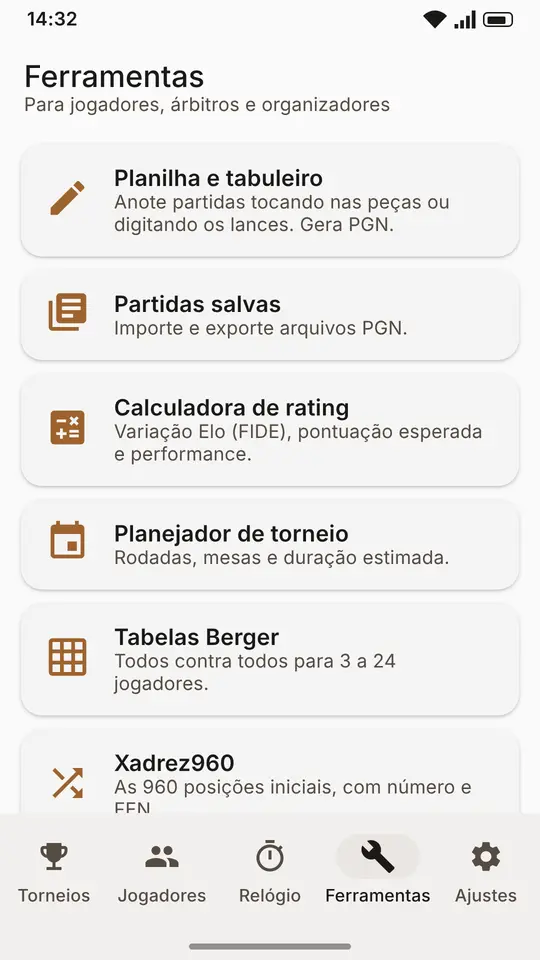 14:32
Ferramentas
Para jogadores, árbitros e organizadores
Planilha e tabuleiro
Anote partidas tocando nas peças ou
digitando os lances. Gera PGN.
Partidas salvas
Importe e exporte arquivos PGN.
Calculadora de rating
Variação Elo (FIDE), pontuação esperada
e performance.
Planejador de torneio
Rodadas, mesas e duração estimada.
Tabelas Berger
Todos contra todos para 3 a 24
jogadores.
Xadrez960
As 960 posições iniciais, com número e
FEN.
Torneios
Jogadores
Relógio
Ferramentas
Ajustes